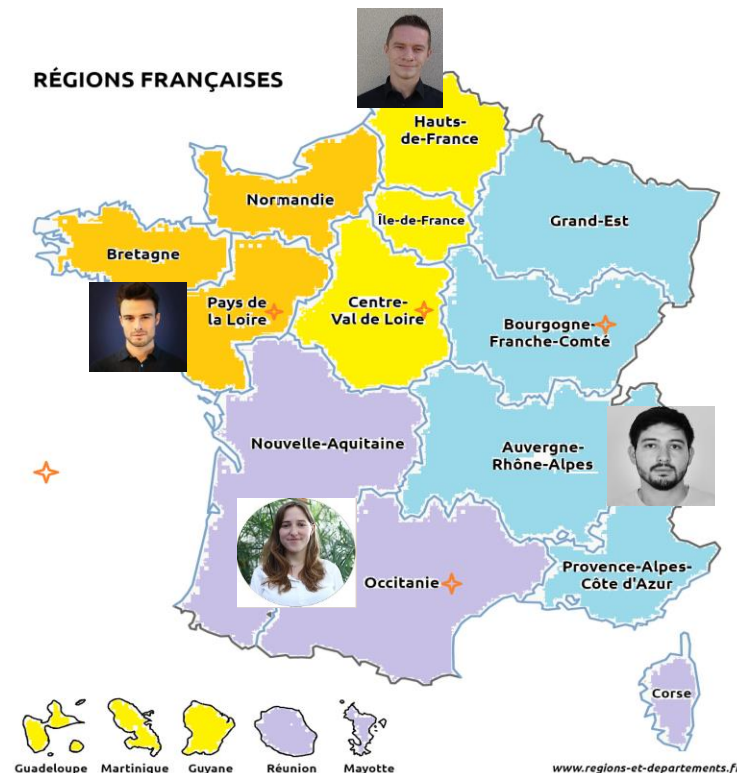 RÉGIONS FRANÇAISES
Hauts-
de-France
Normandie
Île-de-France
Grand-Est
Bretagne
Pays de
la Loire
Centre-
Val de Loire
Bourgogne-
Franche-Comté
Nouvelle-Aquitaine
Auvergne-
Rhône-Alpes
Occitanie
Provence-Alpes-
Côte d'Azur
Corse
Guadeloupe
Martinique
Guyane
Réunion
Mayotte
www.regions-et-departements.f